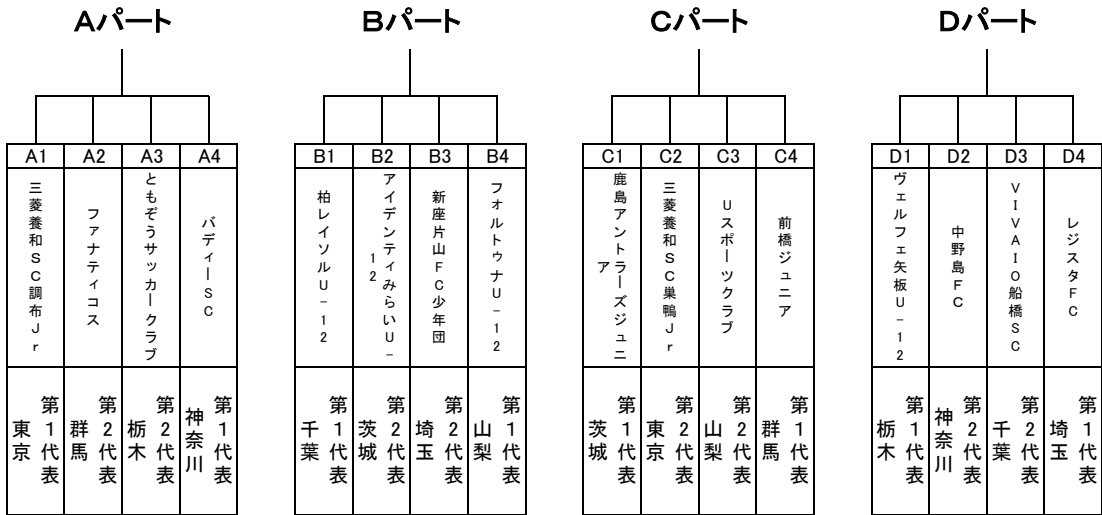 Aパート
Bパート
Cパート
Dパート
A1
A2
A3
A4
三菱養和SC調布Jr
ファナティコス
ともぞうサッカークラブ
バディーSC
東京第1代表
群馬第2代表
栃木第2代表
神奈川第1代表
B1
B2
B3
B4
柏レイソルU-12
アイデンティみらいU-12
新座片山FC少年団
フォルトゥナU-12
千葉第1代表
茨城第2代表
埼玉第2代表
山梨第1代表
C1
C2
C3
C4
鹿島アントラーズジュニア
三菱養和SC巣鴨Jr
Uスポーツクラブ
前橋ジュニア
茨城第1代表
東京第2代表
山梨第2代表
群馬第1代表
D1
D2
D3
D4
ヴェルフェ矢板U-12
中野島FC
VIVAIO船橋SC
レジスタFC
栃木第1代表
神奈川第2代表
千葉第2代表
埼玉第1代表